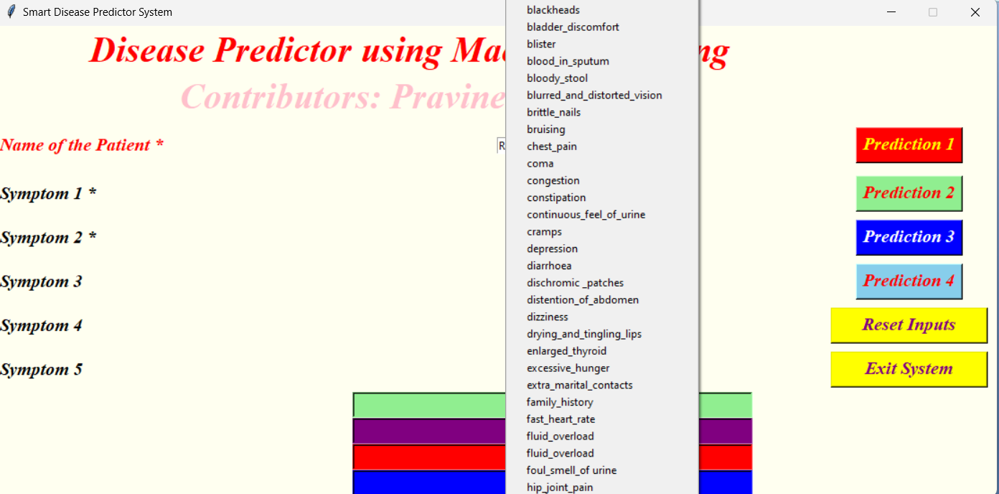 Smart Disease Predictor System
Disease Predictor using Ma ng
Contributors: Pravine
Name of the Patient *
R
Symptom 1 *
Symptom 2 *
Symptom 3
Symptom 4
Symptom 5
blackheads
bladder_discomfort
blister
blood_in_sputum
bloody_stool
blurred_and_distorted_vision
brittle_nails
bruising
chest_pain
coma
congestion
constipation
continuous_feel_of_urine
cramps
depression
diarrhoea
dischromic _patches
distention_of_abdomen
dizziness
drying_and_tingling_lips
enlarged_thyroid
excessive_hunger
extra_marital_contacts
family_history
fast_heart_rate
fluid_overload
fluid_overload
foul_smell_of urine
hip_joint_pain
Prediction 1
Prediction 2
Prediction 3
Prediction 4
Reset Inputs
Exit System